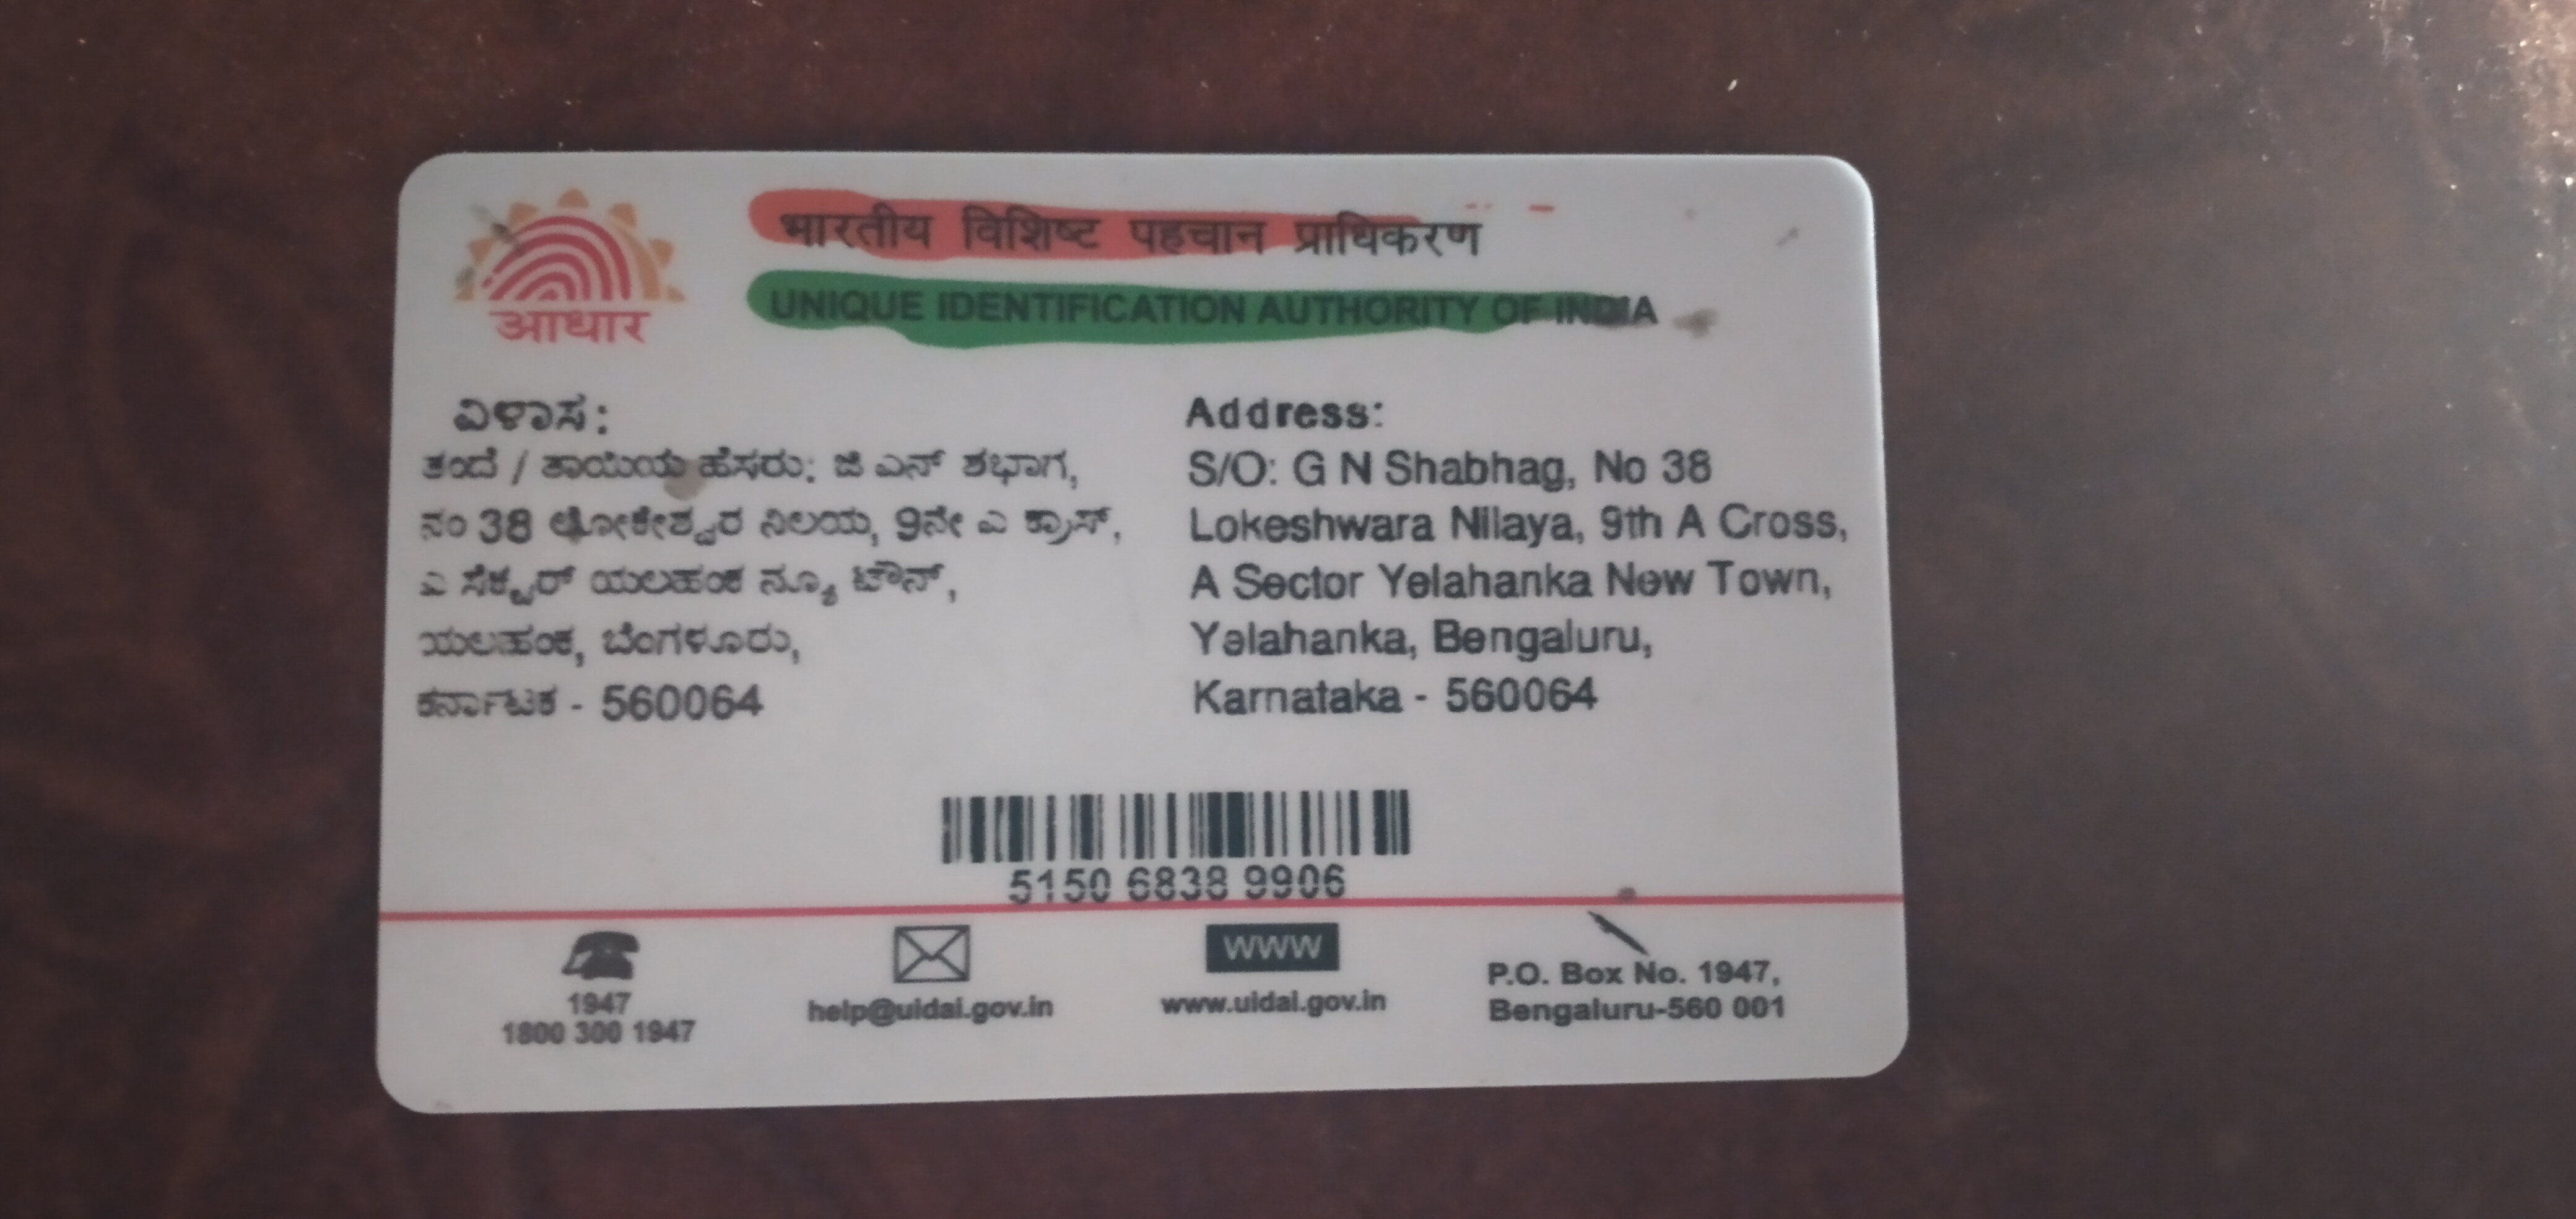 आधार
भारतीय विशिष्ट पहचान प्राधिकरण
UNIQUE IDENTIFICATION AUTHORITY OF INDIA
ವಿಳಾಸ:
ತಂದೆ / ತಾಯಿಯ ಹೆಸರು: ಜಿ ಎನ್ ಶಭಾಗ,
ನಂ 38 ಲೋಕೇಶ್ವರ ನಿಲಯ, 9ನೇ ಎ ಕ್ರಾಸ್,
ಎ ಸೆಕ್ಟರ್ ಯಲಹಂಕ ನ್ಯೂ ಟೌನ್,
ಯಲಹಂಕ, ಬೆಂಗಳೂರು,
ಕರ್ನಾಟಕ - 560064
Address:
S/O: G N Shabhag, No 38
Lokeshwara Nilaya, 9th A Cross,
A Sector Yelahanka New Town,
Yelahanka, Bengaluru,
Karnataka - 560064
5150 6838 9906
1947
1800 300 1947
help@uidai.gov.in
WWW
www.uidai.gov.in
P.O. Box No. 1947,
Bengaluru-560 001